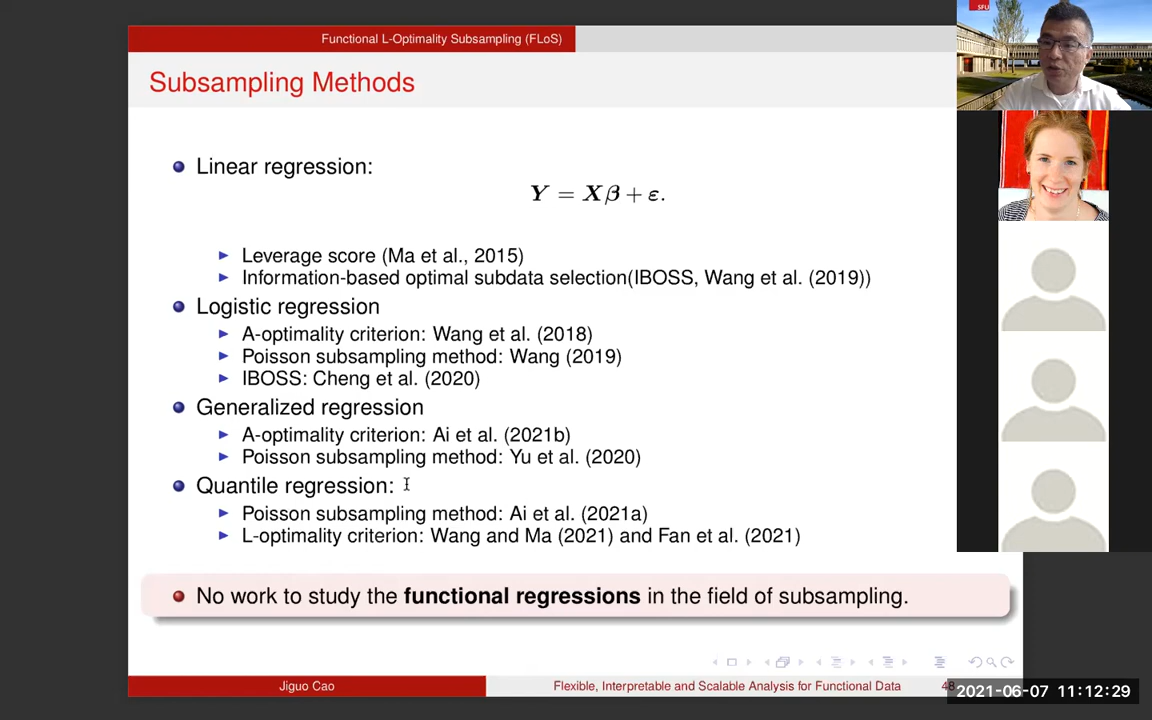 Functional L-Optimality Subsampling (FLoS)
SFU
Subsampling Methods
Linear regression:
Y = Xβ + ε.
Leverage score (Ma et al., 2015)
Information-based optimal subdata selection(IBOSS, Wang et al. (2019))
Logistic regression
A-optimality criterion: Wang et al. (2018)
Poisson subsampling method: Wang (2019)
IBOSS: Cheng et al. (2020)
Generalized regression
A-optimality criterion: Ai et al. (2021b)
Poisson subsampling method: Yu et al. (2020)
Quantile regression:
Poisson subsampling method: Ai et al. (2021a)
L-optimality criterion: Wang and Ma (2021) and Fan et al. (2021)
No work to study the functional regressions in the field of subsampling.
Jiguo Cao
Flexible, Interpretable and Scalable Analysis for Functional Data
2021-06-07 11:12:29